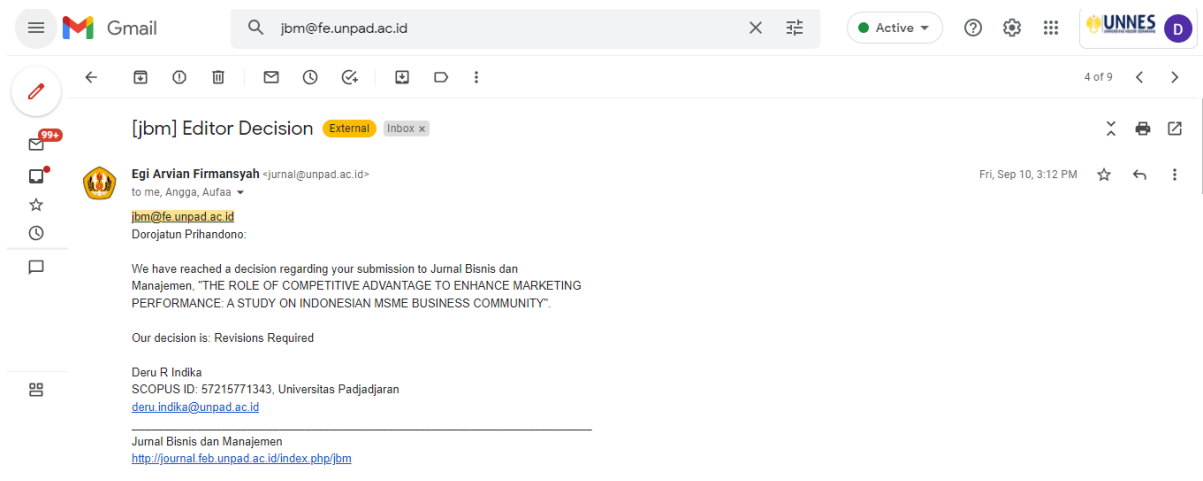 Gmail
jbm@fe.unpad.ac.id
Active
UNNES
D
4 of 9
99+
[jbm] Editor Decision External Inbox x
Egi Arvian Firmansyah <jurnal@unpad.ac.id>
Fri, Sep 10, 3:12 PM
to me, Angga, Aufaa
jbm@fe.unpad.ac.id
Dorojatun Prihandono:
We have reached a decision regarding your submission to Jurnal Bisnis dan
Manajemen, "THE ROLE OF COMPETITIVE ADVANTAGE TO ENHANCE MARKETING
PERFORMANCE: A STUDY ON INDONESIAN MSME BUSINESS COMMUNITY".
Our decision is: Revisions Required
Deru R Indika
SCOPUS ID: 57215771343, Universitas Padjadjaran
deru.indika@unpad.ac.id
Jurnal Bisnis dan Manajemen
http://journal.feb.unpad.ac.id/index.php/jbm